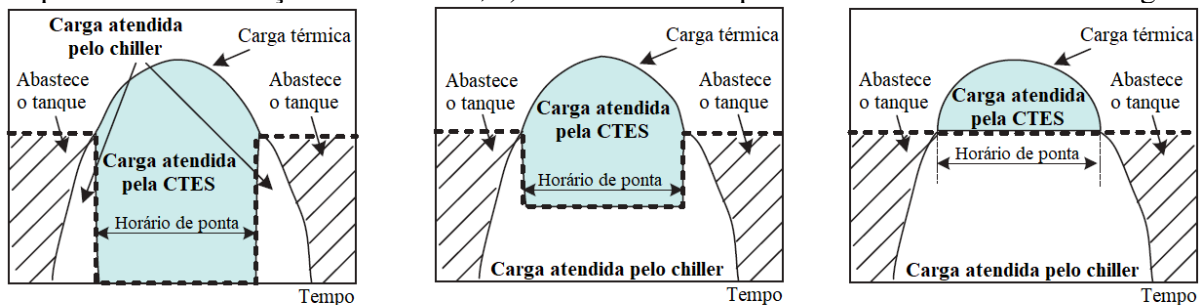 Carga atendida
pelo chiller
Carga térmica
Abastece
o tanque
Abastece
o tanque
Carga atendida
pela CTES
Horário de ponta
Tempo
Carga térmica
Abastece
o tanque
Abastece
o tanque
Carga atendida
pela CTES
Horário de ponta
Carga atendida pelo chiller
Tempo
Carga térmica
Abastece
o tanque
Abastece
o tanque
Carga atendida
pela CTES
Horário de ponta
Carga atendida pelo chiller
Tempo